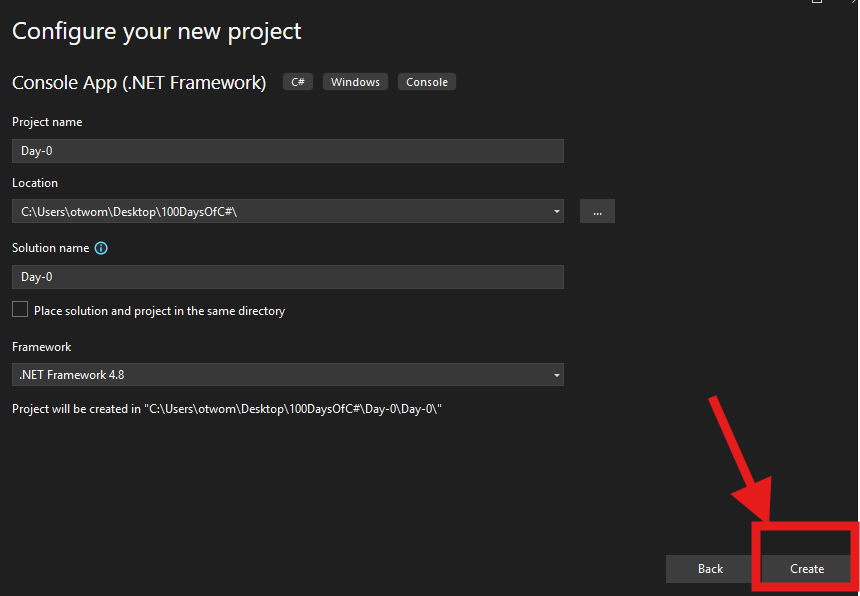 Configure your new project
Console App (.NET Framework) C# Windows Console
Project name
Day-0
Location
C:\Users\otwom\Desktop\100DaysOfC#\ ...
Solution name
Day-0
Place solution and project in the same directory
Framework
.NET Framework 4.8
Project will be created in "C:\Users\otwom\Desktop\100DaysOfC#\Day-0\Day-0\"
Back Create